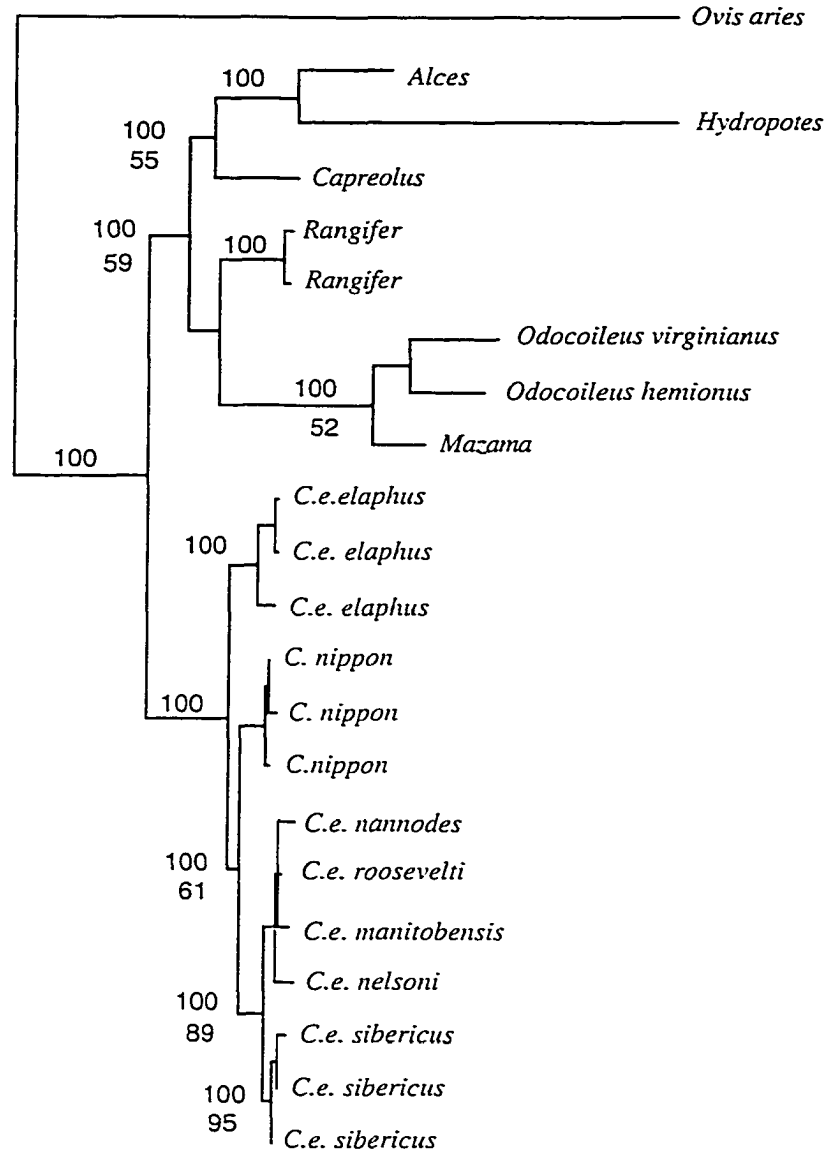 Ovis aries
100
Alces
100
55
Hydropotes
Capreolus
100
59
100
Rangifer
Rangifer
Odocoileus virginianus
100
52
Odocoileus hemionus
Mazama
100
C.e.elaphus
100
C.e. elaphus
C.e. elaphus
C. nippon
100
C. nippon
C.nippon
C.e. nannodes
100
61
C.e. roosevelti
C.e. manitobensis
C.e. nelsoni
100
89
C.e. sibericus
C.e. sibericus
100
95
C.e. sibericus